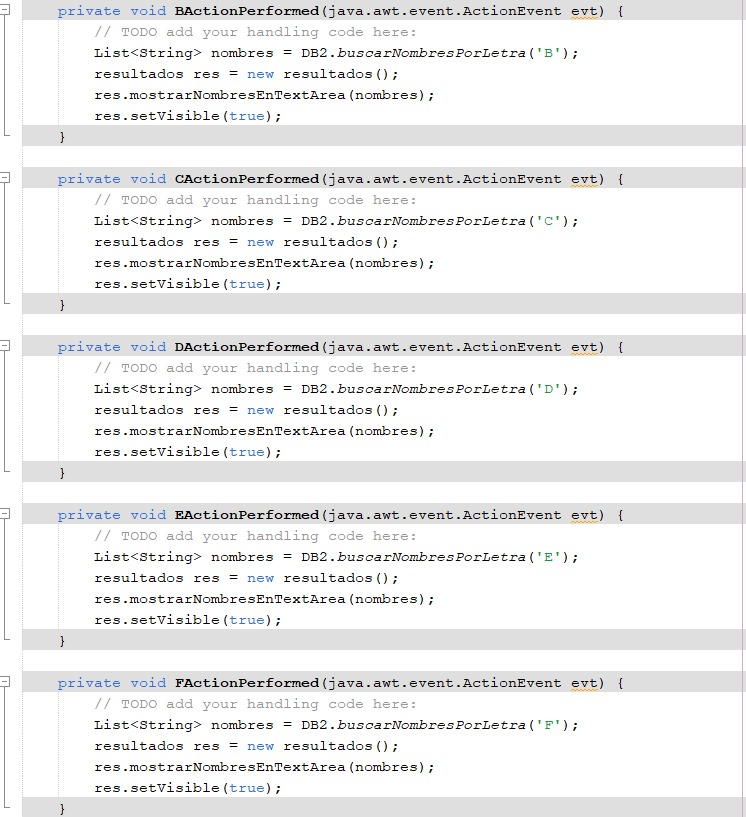 private void BActionPerformed(java.awt.event.ActionEvent evt) {
// TODO add your handling code here:
List<String> nombres = DB2.buscarNombresPorLetra('B');
resultados res = new resultados();
res.mostrarNombresEnTextArea(nombres);
res.setVisible(true);
}
private void CActionPerformed(java.awt.event.ActionEvent evt) {
// TODO add your handling code here:
List<String> nombres = DB2.buscarNombresPorLetra('C');
resultados res = new resultados();
res.mostrarNombresEnTextArea(nombres);
res.setVisible(true);
}
private void DActionPerformed(java.awt.event.ActionEvent evt) {
// TODO add your handling code here:
List<String> nombres = DB2.buscarNombresPorLetra('D');
resultados res = new resultados();
res.mostrarNombresEnTextArea(nombres);
res.setVisible(true);
}
private void EActionPerformed(java.awt.event.ActionEvent evt) {
// TODO add your handling code here:
List<String> nombres = DB2.buscarNombresPorLetra('E');
resultados res = new resultados();
res.mostrarNombresEnTextArea(nombres);
res.setVisible(true);
}
private void FActionPerformed(java.awt.event.ActionEvent evt) {
// TODO add your handling code here:
List<String> nombres = DB2.buscarNombresPorLetra('F');
resultados res = new resultados();
res.mostrarNombresEnTextArea(nombres);
res.setVisible(true);
}